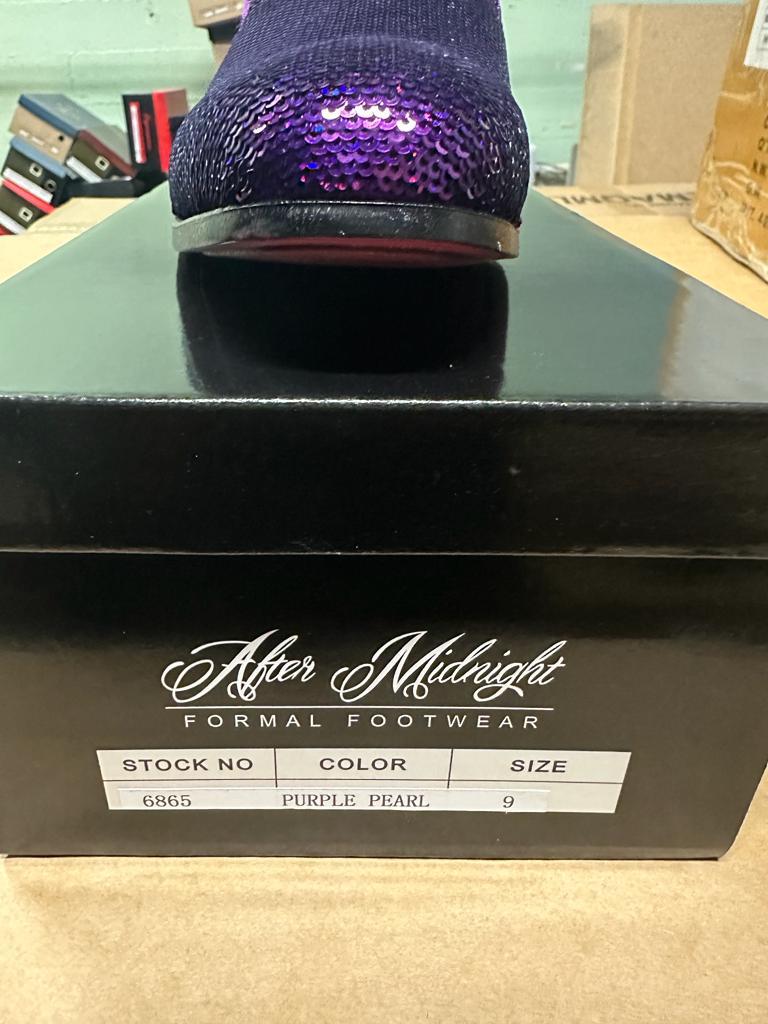 After Midnight
FORMAL FOOTWEAR
STOCK NO COLOR SIZE
6865 PURPLE PEARL 9